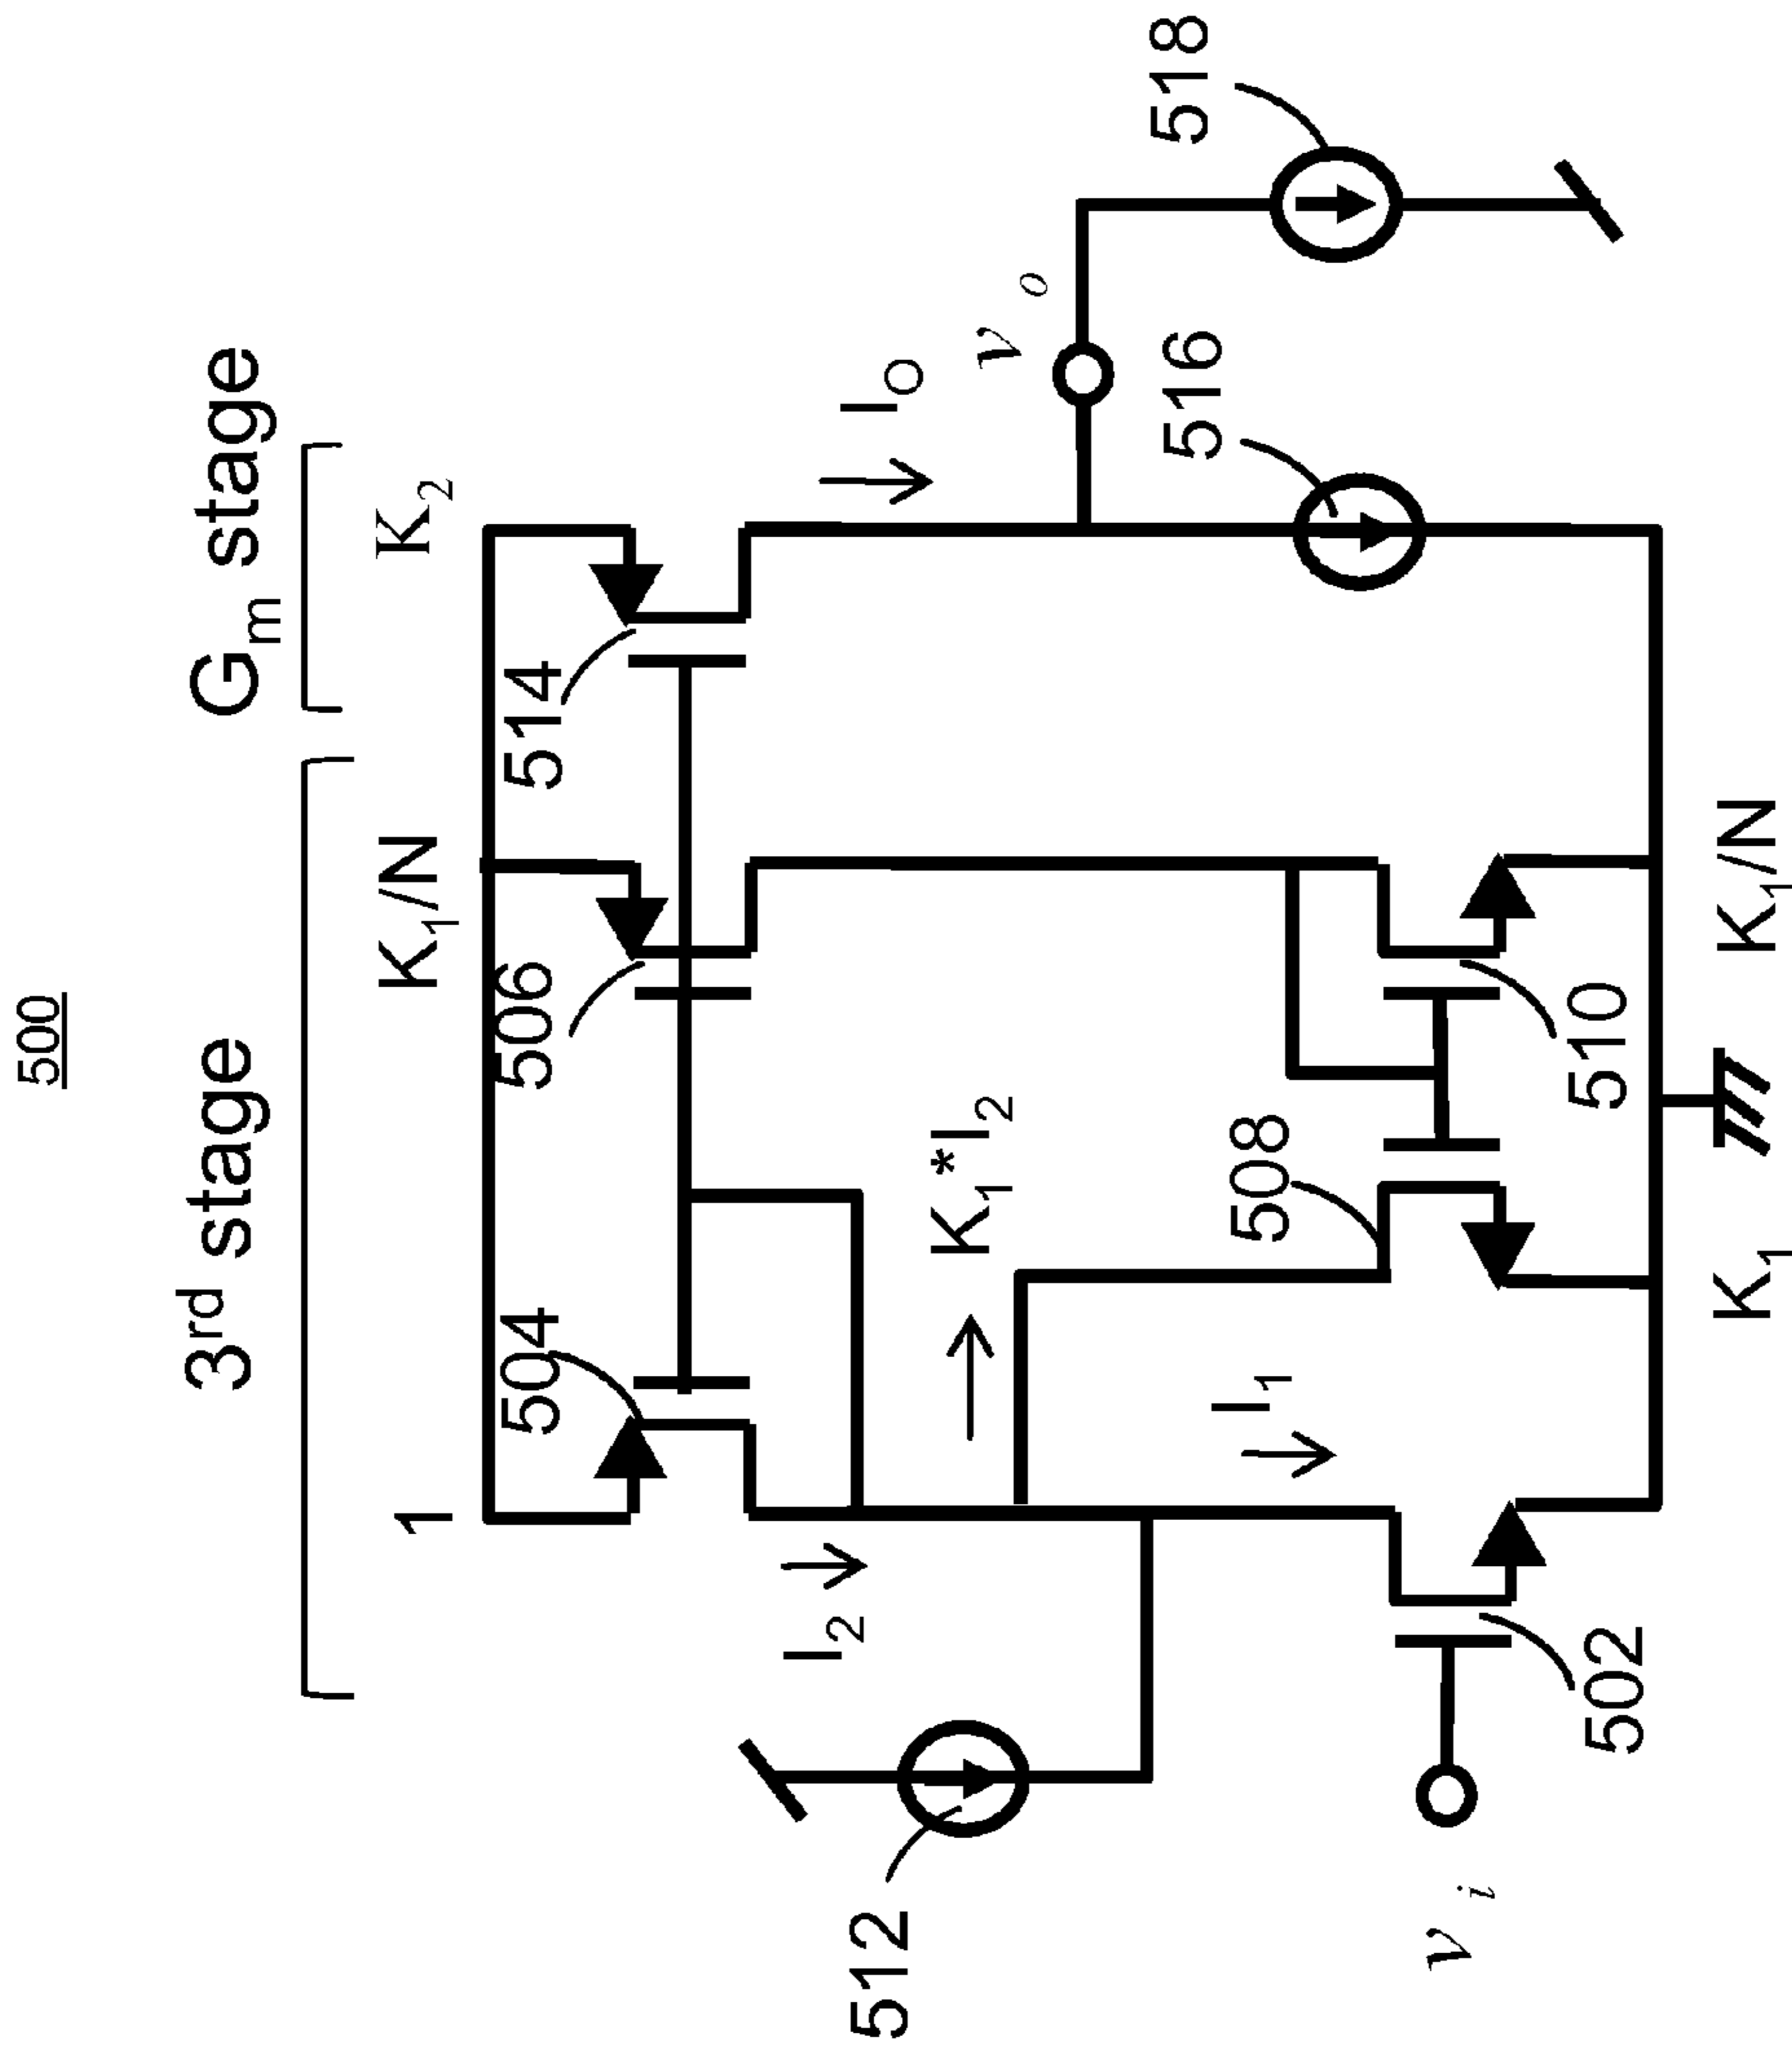 500
3rd stage
Gm stage
1
K1/N
K2
504
506
514
I2
K1*I2
IO
vo
512
I1
508
516
518
vi
502
510
K1
K1/N